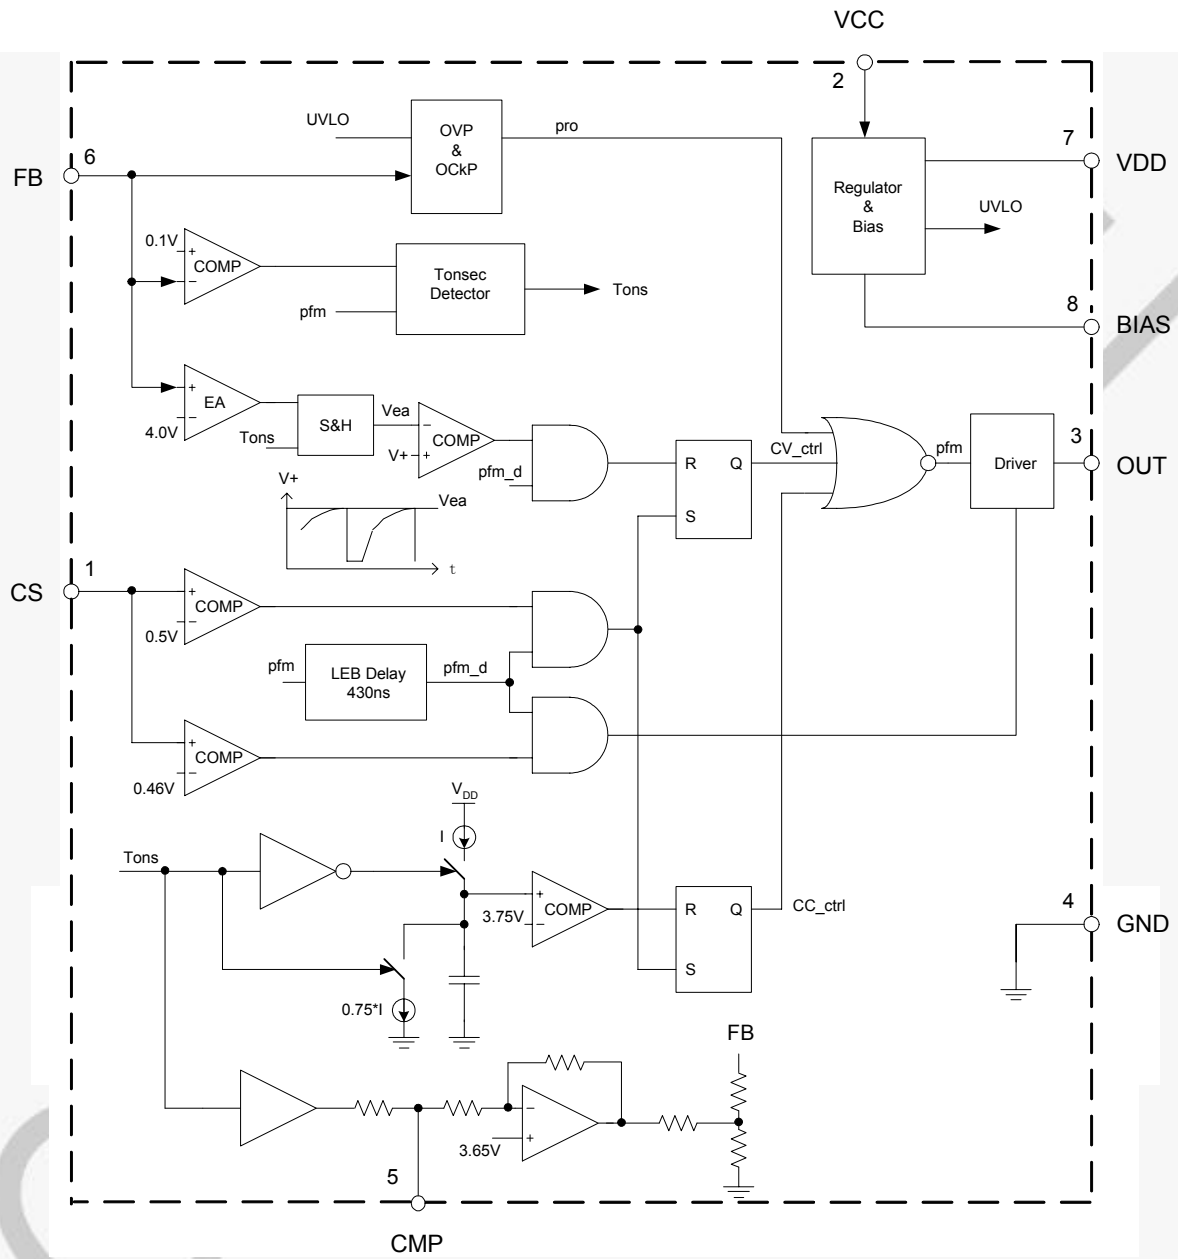 VCC
2
UVLO
OVP
&
OCkP
pro
6
FB
7
VDD
Regulator
&
Bias
UVLO
0.1V
+
COMP
−
Tonsec
Detector
Tons
pfm
8
BIAS
+
EA
−
4.0V
S&H
Tons
Vea
−
COMP
V+
+
pfm_d
R
Q
S
CV_ctrl
pfm
Driver
3
OUT
V+
Vea
t
1
CS
+
COMP
−
0.5V
pfm
LEB Delay
430ns
pfm_d
+
COMP
−
0.46V
VDD
I
Tons
+
COMP
3.75V
−
R
Q
S
CC_ctrl
4
GND
0.75*I
FB
−
+
3.65V
5
CMP